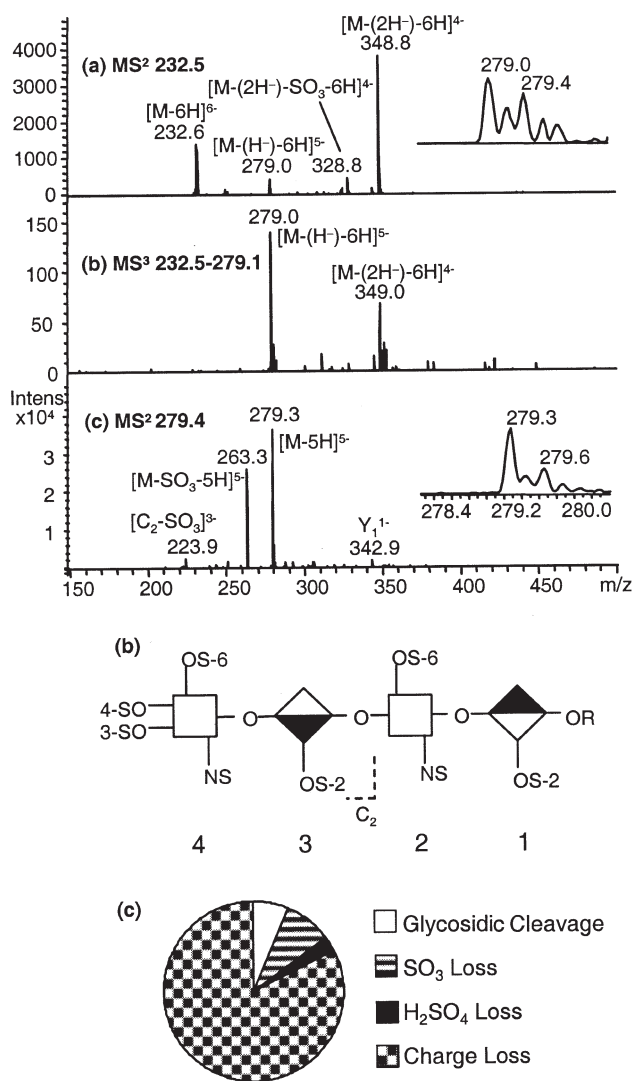 4000
3000
2000
1000
0
(a) MS² 232.5
[M-6H]⁶⁻
232.6
[M-(2H⁻)-SO₃-6H]⁴⁻
[M-(H⁻)-6H]⁵⁻
279.0
328.8
[M-(2H⁻)-6H]⁴⁻
348.8
279.0
279.4
150
100
50
0
279.0
[M-(H⁻)-6H]⁵⁻
(b) MS³ 232.5-279.1
[M-(2H⁻)-6H]⁴⁻
349.0
Intens
x10⁴
3
2
1
(c) MS² 279.4
279.3
[M-5H]⁵⁻
263.3
[M-SO₃-5H]⁵⁻
[C₂-SO₃]³⁻
223.9
Y₁¹⁻
342.9
279.3
279.6
278.4 279.2 280.0
150 200 250 300 350 400 450 m/z
(b)
OS-6 OS-6
4-SO
3-SO
O O O OR
NS OS-2 NS OS-2
C₂
4 3 2 1
(c)
Glycosidic Cleavage
SO₃ Loss
H₂SO₄ Loss
Charge Loss